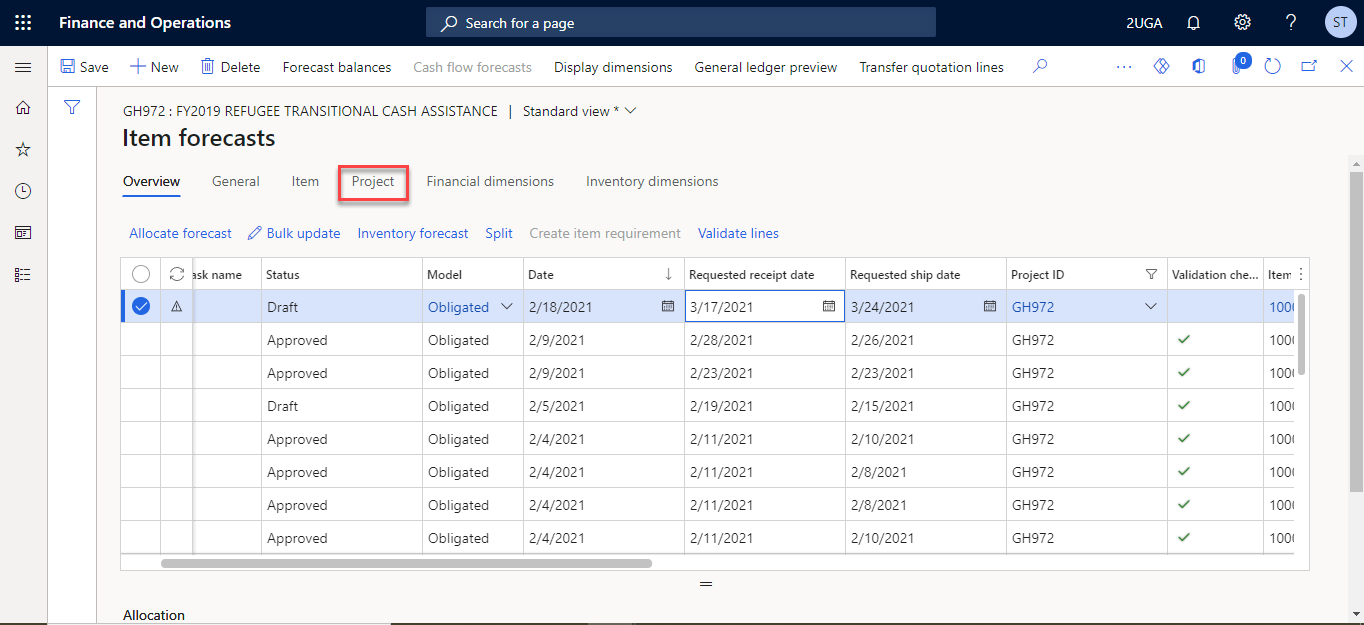 Finance and Operations Search for a page 2UGA ST
Save New Delete Forecast balances Cash flow forecasts Display dimensions General ledger preview Transfer quotation lines 0
GH972 : FY2019 REFUGEE TRANSITIONAL CASH ASSISTANCE | Standard view *
Item forecasts
Overview General Item Project Financial dimensions Inventory dimensions
Allocate forecast Bulk update Inventory forecast Split Create item requirement Validate lines
ask name Status Model Date Requested receipt date Requested ship date Project ID Validation che... Item
Draft Obligated 2/18/2021 3/17/2021 3/24/2021 GH972 100
Approved Obligated 2/9/2021 2/28/2021 2/26/2021 GH972 100
Approved Obligated 2/9/2021 2/23/2021 2/23/2021 GH972 100
Draft Obligated 2/5/2021 2/19/2021 2/15/2021 GH972 100
Approved Obligated 2/4/2021 2/11/2021 2/10/2021 GH972 100
Approved Obligated 2/4/2021 2/11/2021 2/8/2021 GH972 100
Approved Obligated 2/4/2021 2/11/2021 2/8/2021 GH972 100
Approved Obligated 2/4/2021 2/11/2021 2/10/2021 GH972 100
Allocation